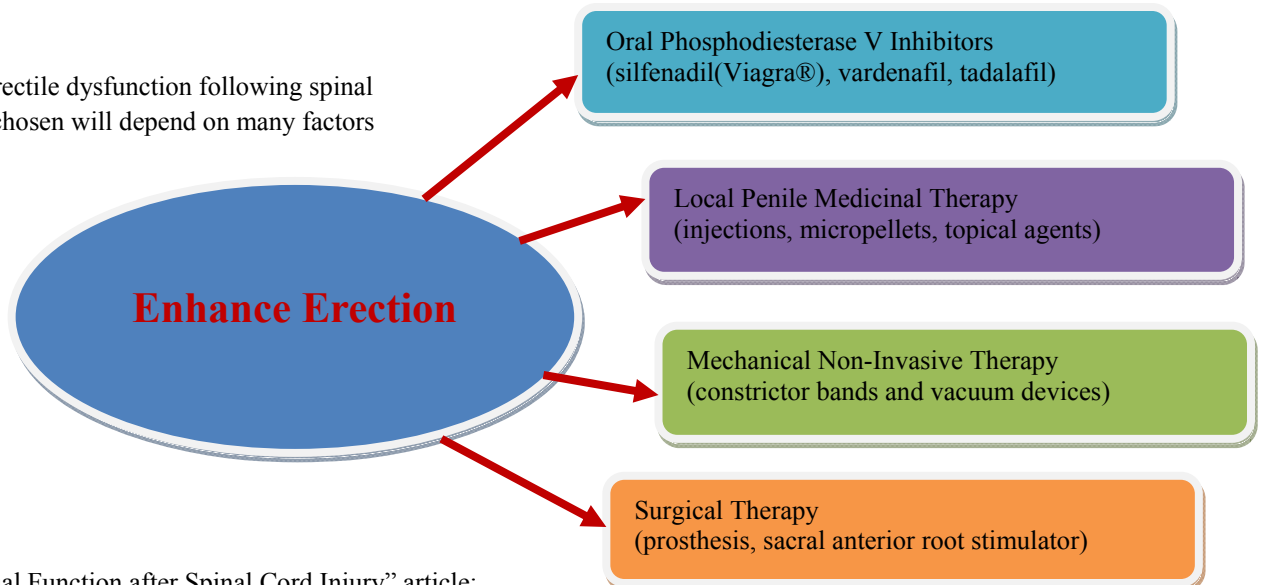 Oral Phosphodiesterase V Inhibitors
(silfenadil(Viagra®), vardenafil, tadalafil)
rectile dysfunction following spinal
chosen will depend on many factors
Local Penile Medicinal Therapy
(injections, micropellets, topical agents)
Enhance Erection
Mechanical Non-Invasive Therapy
(constrictor bands and vacuum devices)
Surgical Therapy
(prosthesis, sacral anterior root stimulator)
al Function after Spinal Cord Injury” article: